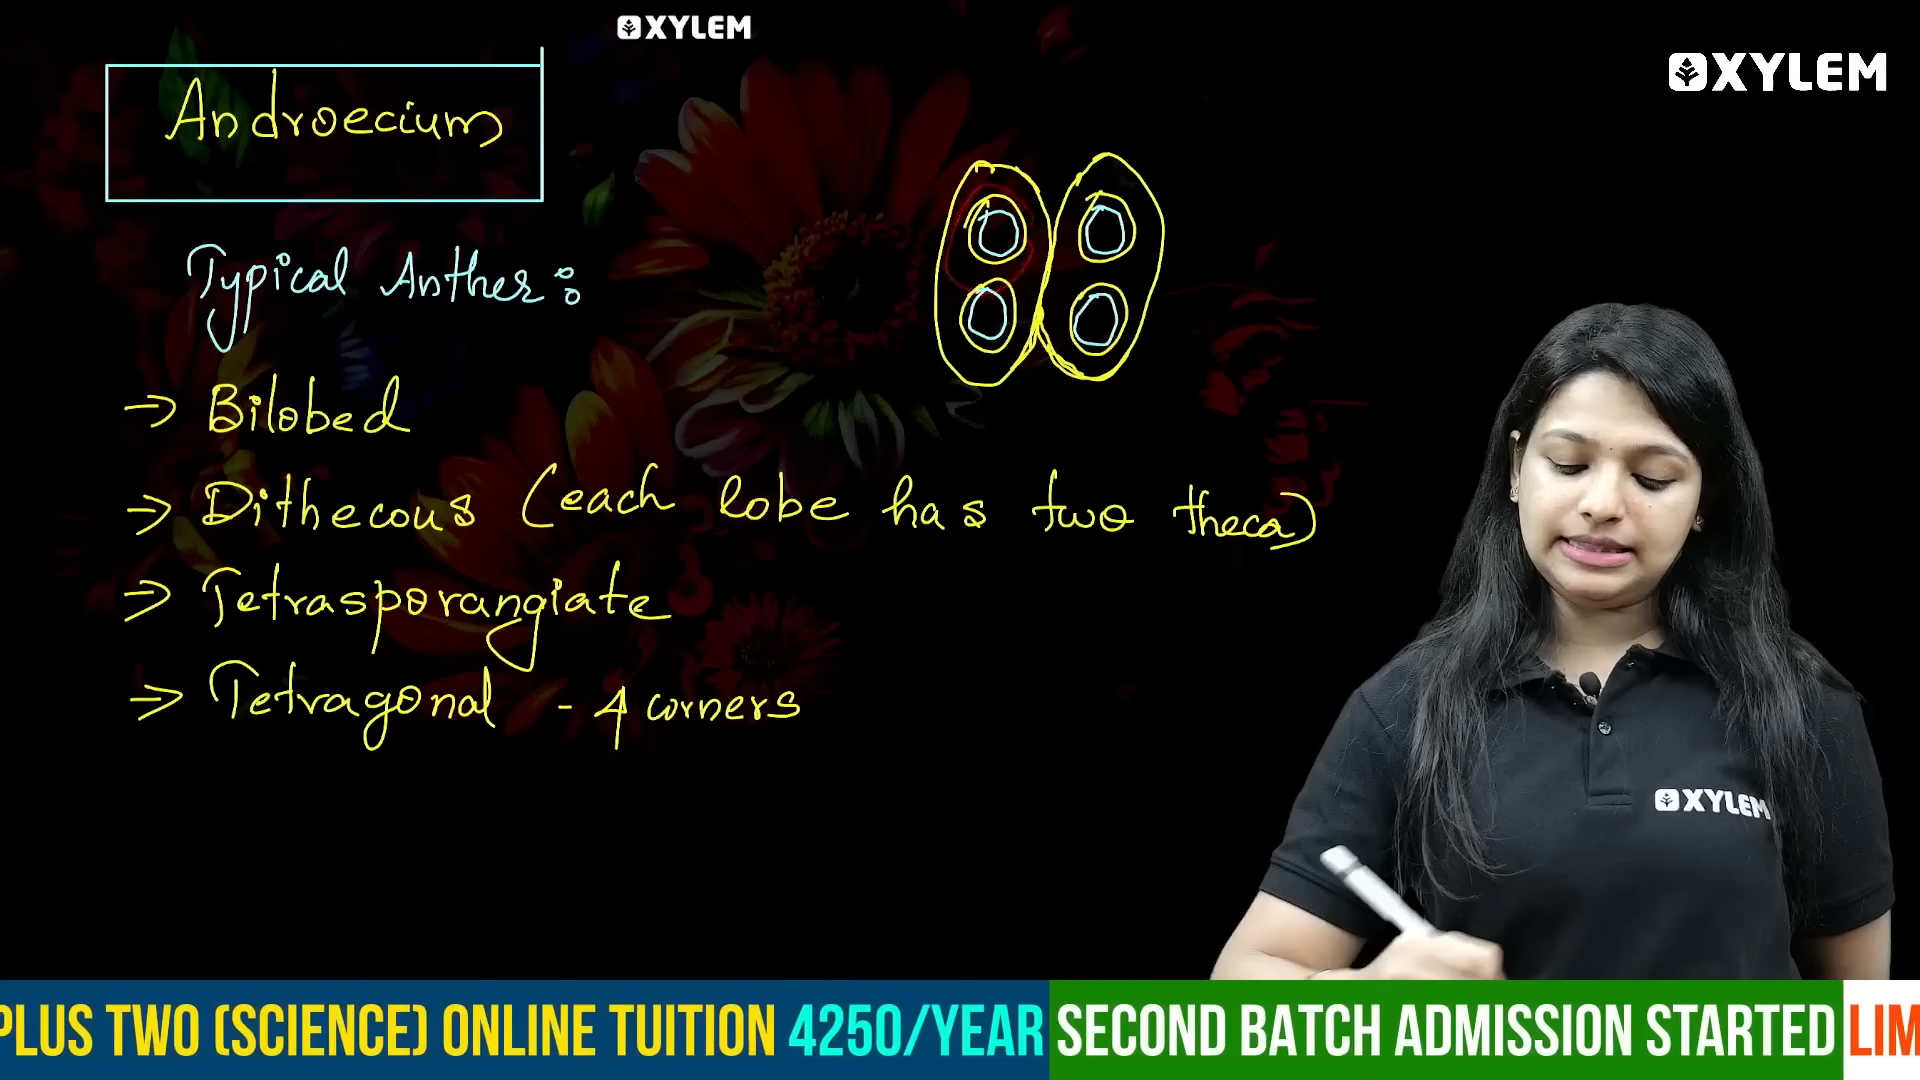 XYLEM
XYLEM
Androecium
Typical Anther :
→ Bilobed
→ Dithecous (each lobe has two theca)
→ Tetrasporangiate
→ Tetragonal - 4 corners
XYLEM
PLUS TWO (SCIENCE) ONLINE TUITION 4250/YEAR SECOND BATCH ADMISSION STARTED LIM